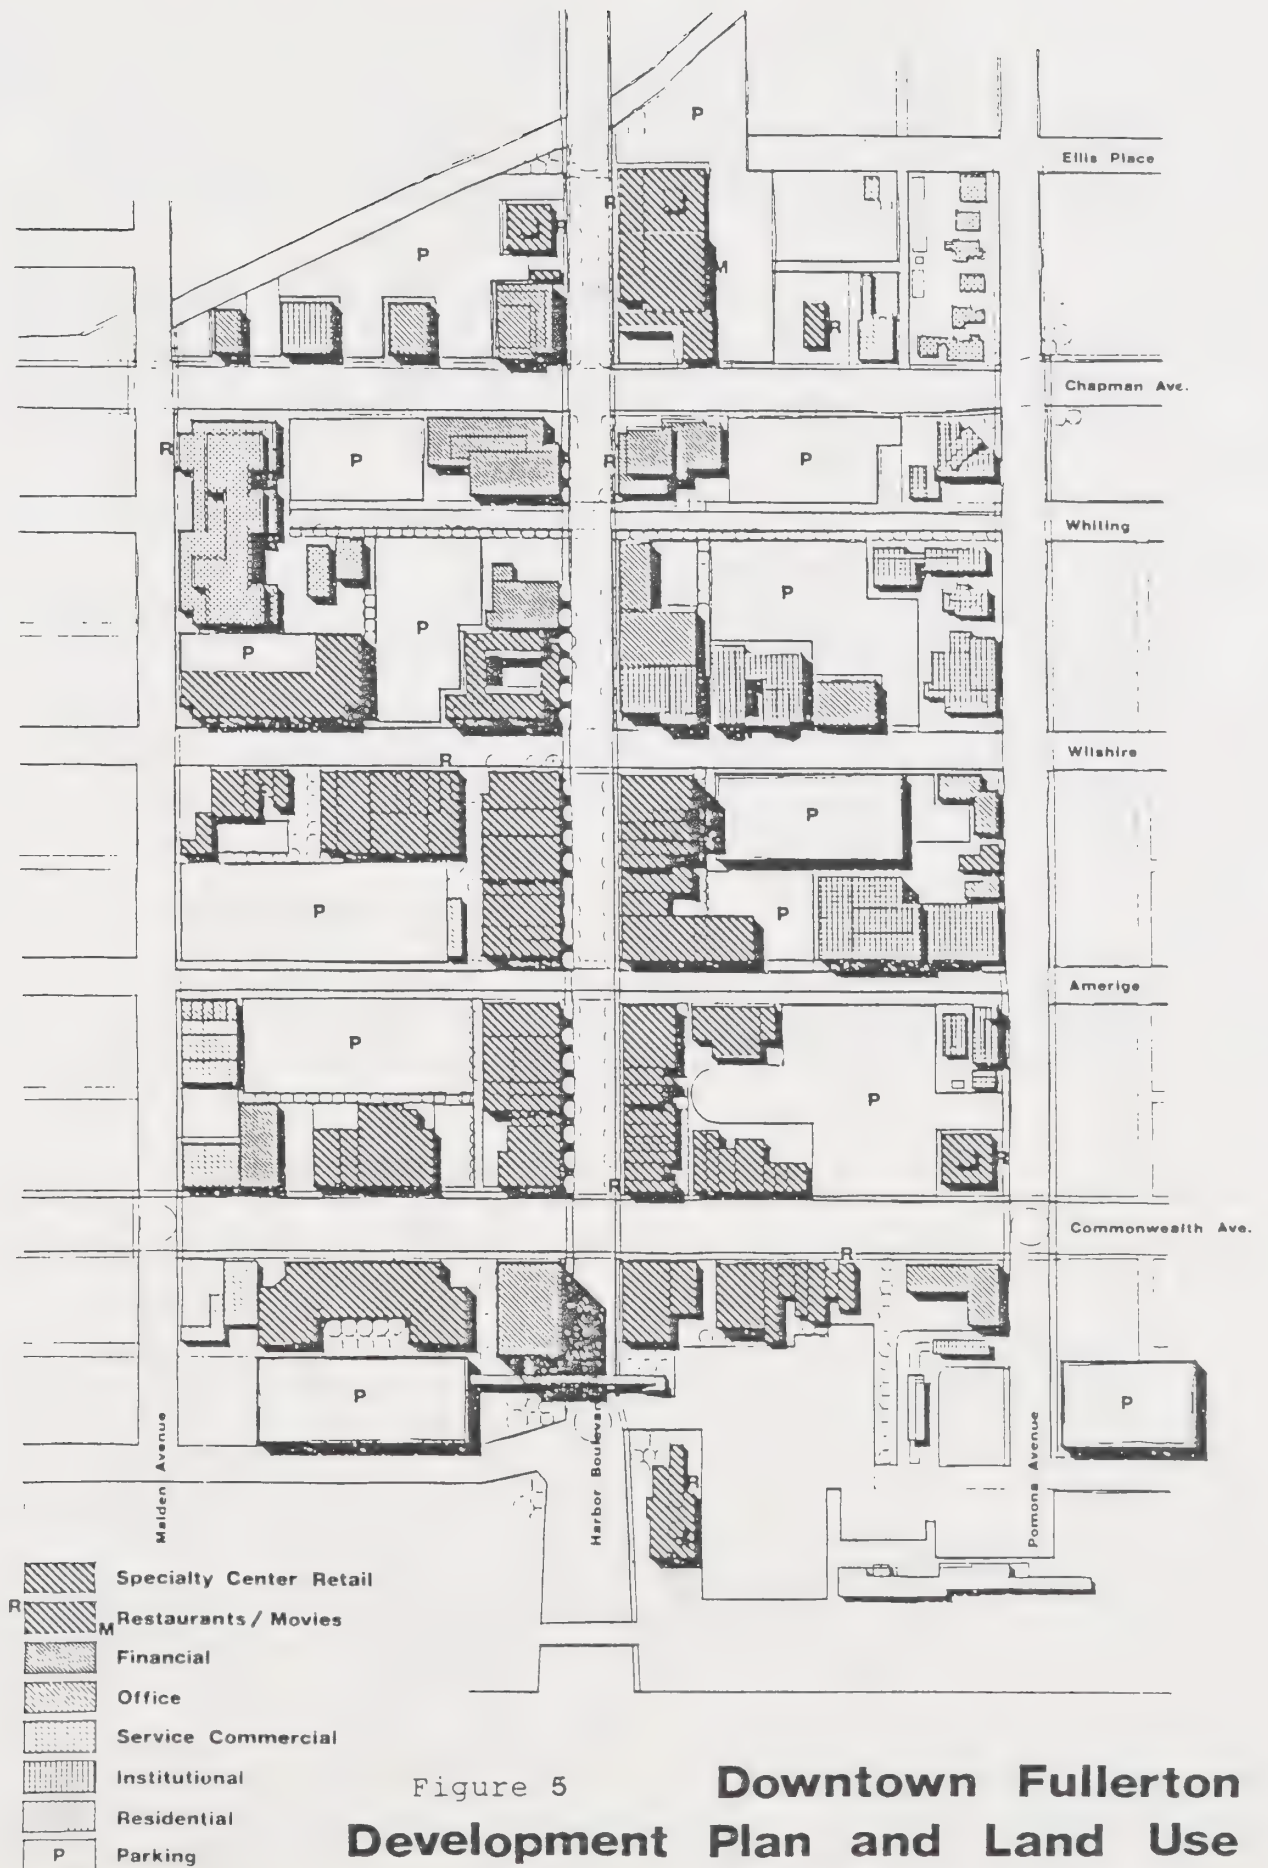 P
Ellis Place
R
R
P
M
R
Chapman Ave.
R
P
R
P
Whiting
P
P
P
R
Wilshire
P
P
P
Amerige
P
P
R
R
Commonwealth Ave.
R
P
P
Malden Avenue
Harbor Boulevar
Pomona Avenue
R
Specialty Center Retail
R
M
Restaurants / Movies
Financial
Office
Service Commercial
Institutional
Residential
P Parking
Figure 5
Downtown Fullerton
Development Plan and Land Use